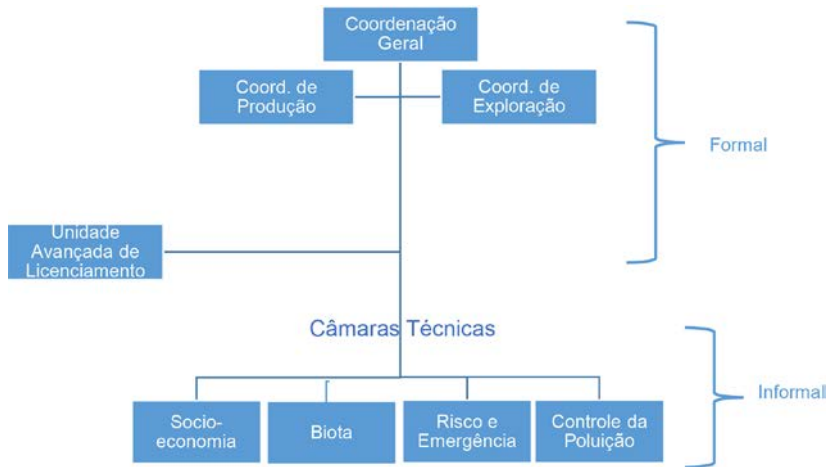 Coordenação
Geral
Coord. de
Produção
Coord. de
Exploração
Formal
Unidade
Avançada de
Licenciamento
Câmaras Técnicas
Informal
Socio-
economia
Biota
Risco e
Emergência
Controle da
Poluição